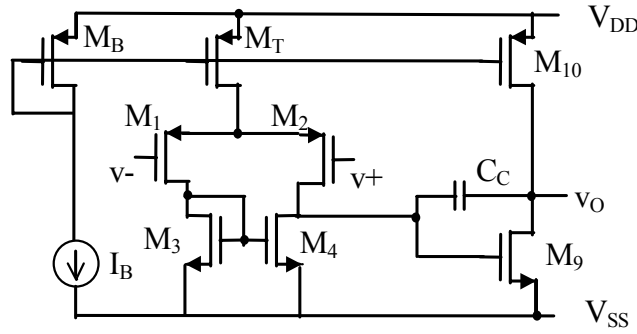 V_DD
M_B
M_T
M_10
M_1
M_2
v-
v+
C_C
v_O
M_3
M_4
M_9
I_B
V_SS